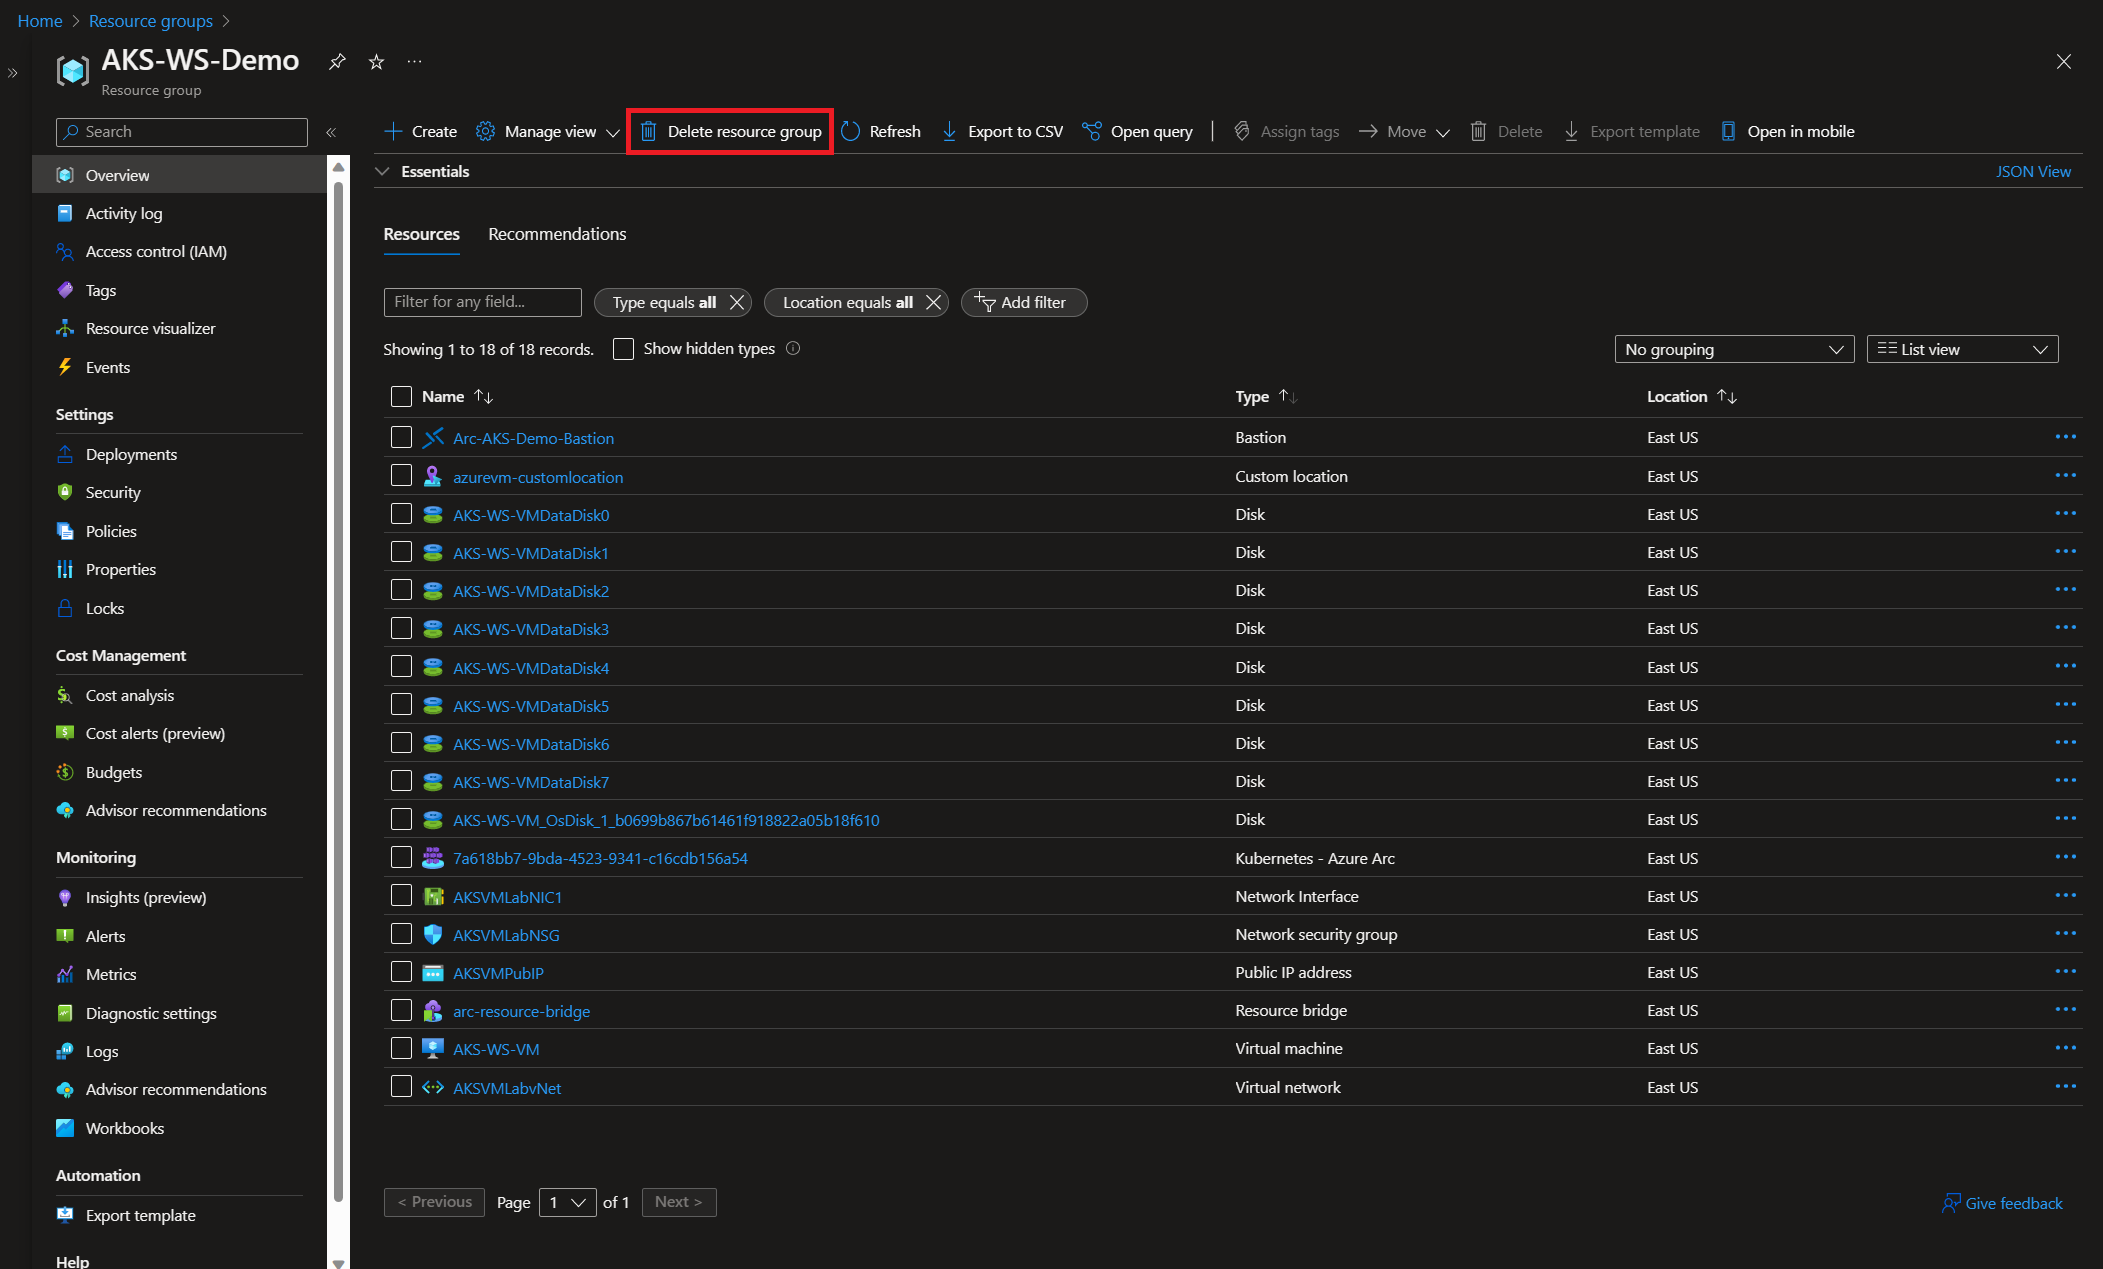 Home > Resource groups >
AKS-WS-Demo
Resource group
Search
Create
Manage view
Delete resource group
Refresh
Export to CSV
Open query
Assign tags
Move
Delete
Export template
Open in mobile
Overview
Activity log
Access control (IAM)
Tags
Resource visualizer
Events
Settings
Deployments
Security
Policies
Properties
Locks
Cost Management
Cost analysis
Cost alerts (preview)
Budgets
Advisor recommendations
Monitoring
Insights (preview)
Alerts
Metrics
Diagnostic settings
Logs
Advisor recommendations
Workbooks
Automation
Export template
Help
Essentials
JSON View
Resources Recommendations
Filter for any field...
Type equals all
Location equals all
Add filter
Showing 1 to 18 of 18 records.
Show hidden types
No grouping
List view
Name Type Location
Arc-AKS-Demo-Bastion Bastion East US
azurevm-customlocation Custom location East US
AKS-WS-VMDataDisk0 Disk East US
AKS-WS-VMDataDisk1 Disk East US
AKS-WS-VMDataDisk2 Disk East US
AKS-WS-VMDataDisk3 Disk East US
AKS-WS-VMDataDisk4 Disk East US
AKS-WS-VMDataDisk5 Disk East US
AKS-WS-VMDataDisk6 Disk East US
AKS-WS-VMDataDisk7 Disk East US
AKS-WS-VM_OsDisk_1_b0699b867b61461f918822a05b18f610 Disk East US
7a618bb7-9bda-4523-9341-c16cdb156a54 Kubernetes - Azure Arc East US
AKSVMLabNIC1 Network Interface East US
AKSVMLabNSG Network security group East US
AKSVMPubIP Public IP address East US
arc-resource-bridge Resource bridge East US
AKS-WS-VM Virtual machine East US
AKSVMLabvNet Virtual network East US
< Previous Page 1 of 1 Next >
Give feedback